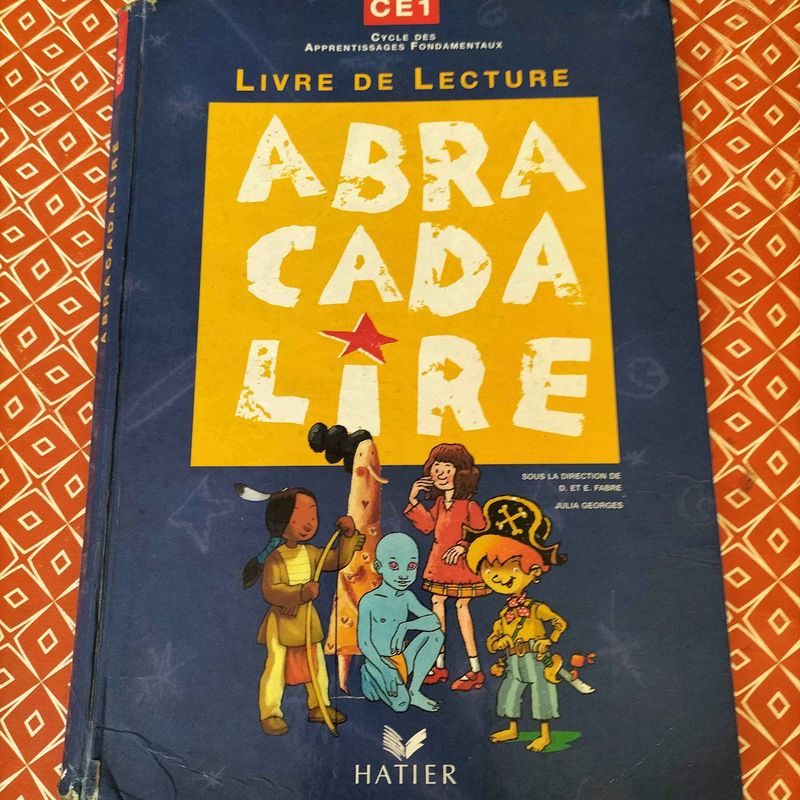 CE1
CYCLE DES
APPRENTISSAGES FONDAMENTAUX
LIVRE DE LECTURE
ABRA
CADA
LiRE
SOUS LA DIRECTION DE
D. ET E. FABRE
JULIA GEORGES
HATIER
CE1
ABRACADALIRE